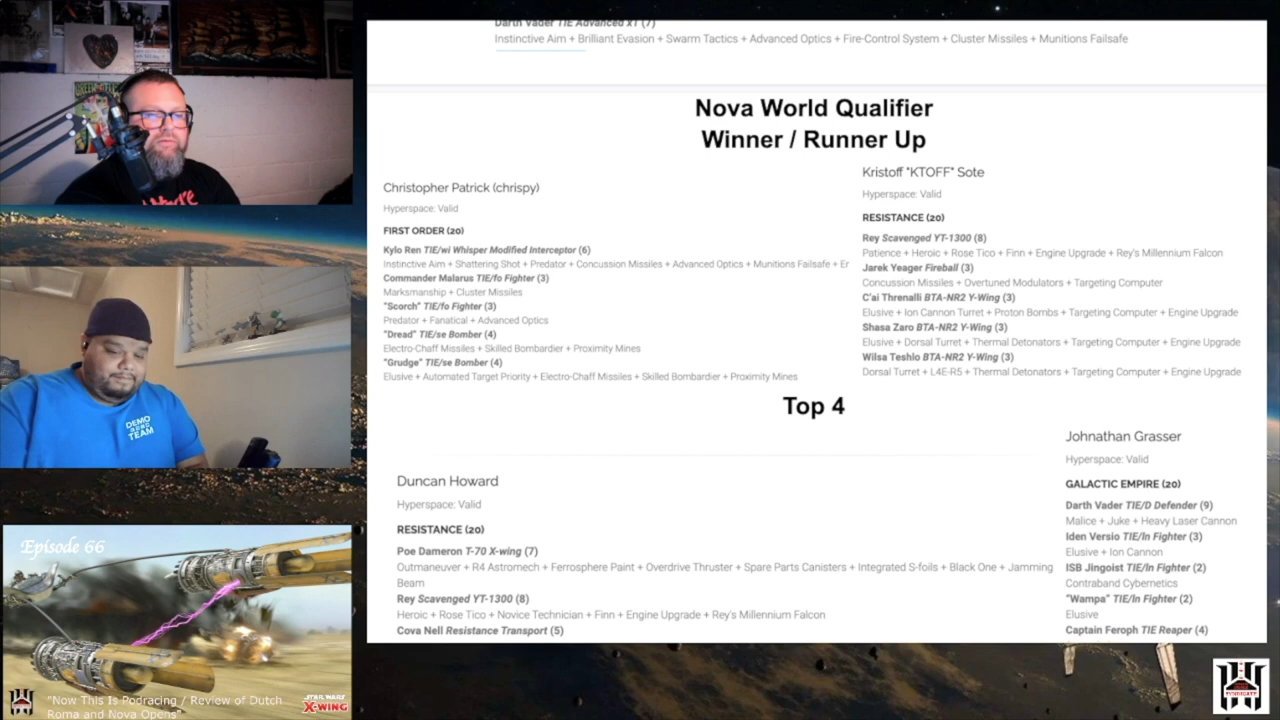 Darth Vader TIE Advanced x1 (7)
Instinctive Aim + Brilliant Evasion + Swarm Tactics + Advanced Optics + Fire-Control System + Cluster Missiles + Munitions Failsafe
Nova World Qualifier
Winner / Runner Up
Christopher Patrick (chrispy)
Hyperspace: Valid
FIRST ORDER (20)
Kylo Ren TIE/wi Whisper Modified Interceptor (6)
Instinctive Aim + Shattering Shot + Predator + Concussion Missiles + Advanced Optics + Munitions Failsafe + Er
Commander Malarus TIE/fo Fighter (3)
Marksmanship + Cluster Missiles
"Scorch" TIE/fo Fighter (3)
Predator + Fanatical + Advanced Optics
"Dread" TIE/se Bomber (4)
Electro-Chaff Missiles + Skilled Bombardier + Proximity Mines
"Grudge" TIE/se Bomber (4)
Elusive + Automated Target Priority + Electro-Chaff Missiles + Skilled Bombardier + Proximity Mines
Kristoff "KTOFF" Sote
Hyperspace: Valid
RESISTANCE (20)
Rey Scavenged YT-1300 (8)
Patience + Heroic + Rose Tico + Finn + Engine Upgrade + Rey's Millennium Falcon
Jarek Yeager Fireball (3)
Concussion Missiles + Overtuned Modulators + Targeting Computer
C'ai Threnalli BTA-NR2 Y-Wing (3)
Elusive + Ion Cannon Turret + Proton Bombs + Targeting Computer + Engine Upgrade
Shasa Zaro BTA-NR2 Y-Wing (3)
Elusive + Dorsal Turret + Thermal Detonators + Targeting Computer + Engine Upgrade
Wilsa Teshlo BTA-NR2 Y-Wing (3)
Dorsal Turret + L4E-R5 + Thermal Detonators + Targeting Computer + Engine Upgrade
Top 4
Duncan Howard
Hyperspace: Valid
RESISTANCE (20)
Poe Dameron T-70 X-wing (7)
Outmaneuver + R4 Astromech + Ferrosphere Paint + Overdrive Thruster + Spare Parts Canisters + Integrated S-foils + Black One + Jamming
Beam
Rey Scavenged YT-1300 (8)
Heroic + Rose Tico + Novice Technician + Finn + Engine Upgrade + Rey's Millennium Falcon
Cova Nell Resistance Transport (5)
Johnathan Grasser
Hyperspace: Valid
GALACTIC EMPIRE (20)
Darth Vader TIE/D Defender (9)
Malice + Juke + Heavy Laser Cannon
Iden Versio TIE/ln Fighter (3)
Elusive + Ion Cannon
ISB Jingoist TIE/ln Fighter (2)
Contraband Cybernetics
"Wampa" TIE/ln Fighter (2)
Elusive
Captain Feroph TIE Reaper (4)
DEMO
TEAM
Episode 66
"Now This Is Podracing / Review of Dutch
Roma and Nova Opens"
STAR WARS
X-WING